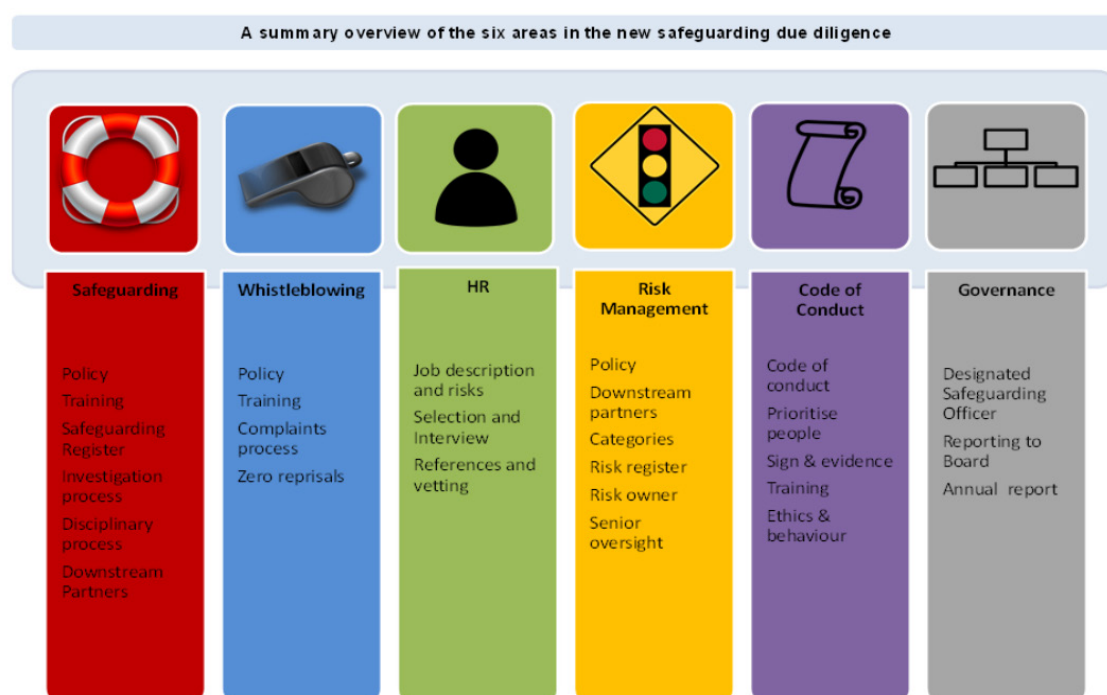 A summary overview of the six areas in the new safeguarding due diligence
Safeguarding
Policy
Training
Safeguarding
Register
Investigation
process
Disciplinary
process
Downstream
Partners
Whistleblowing
Policy
Training
Complaints
process
Zero reprisals
HR
Job description
and risks
Selection and
Interview
References and
vetting
Risk
Management
Policy
Downstream
partners
Categories
Risk register
Risk owner
Senior
oversight
Code of
Conduct
Code of
conduct
Prioritise
people
Sign & evidence
Training
Ethics &
behaviour
Governance
Designated
Safeguarding
Officer
Reporting to
Board
Annual report